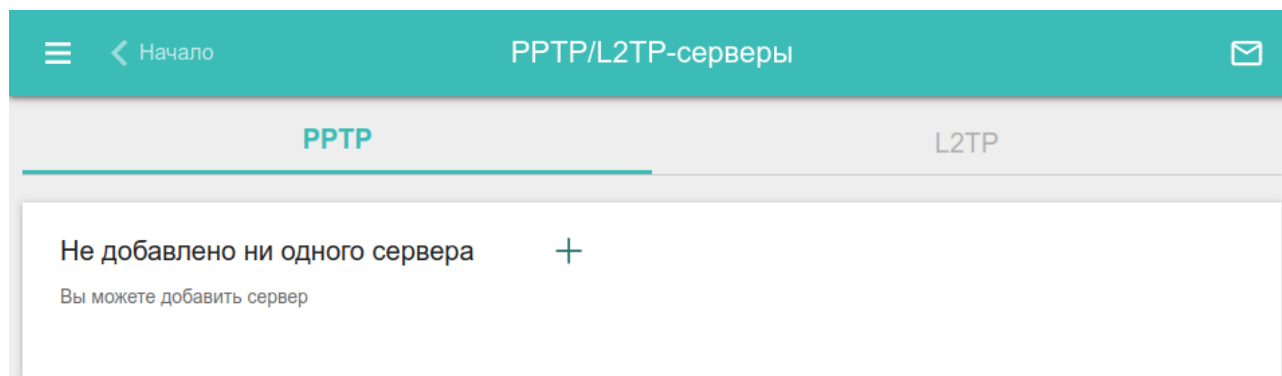 Начало
PPTP/L2TP-серверы
PPTP
L2TP
Не добавлено ни одного сервера
Вы можете добавить сервер